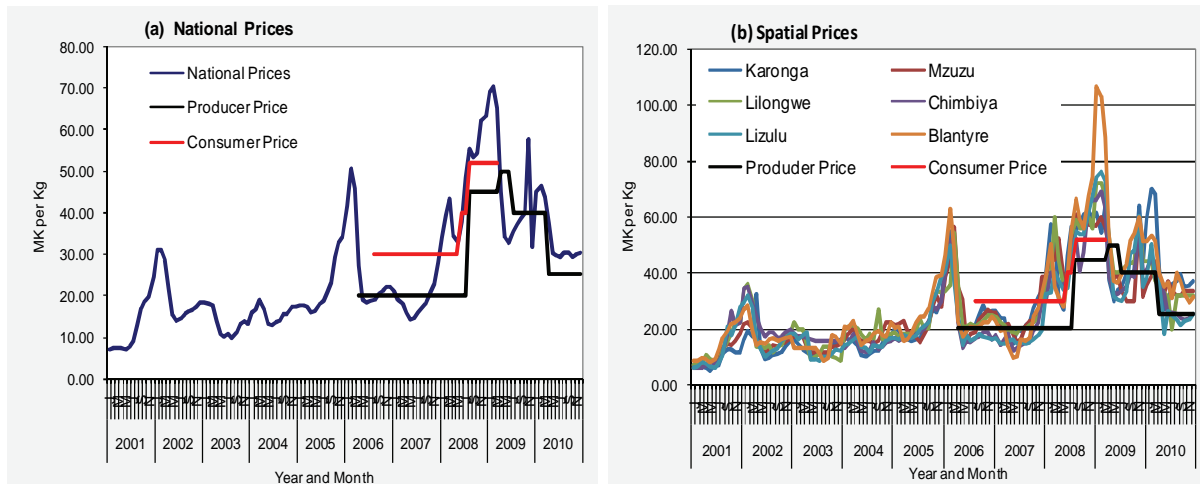 (a) National Prices
80.00
70.00
60.00
50.00
40.00
30.00
20.00
10.00
0.00
MK per Kg
National Prices
Producer Price
Consumer Price
2001 2002 2003 2004 2005 2006 2007 2008 2009 2010
Year and Month
(b) Spatial Prices
120.00
100.00
80.00
60.00
40.00
20.00
0.00
MK per Kg
Karonga Mzuzu
Lilongwe Chimbiya
Lizulu Blantyre
Produder Price Consumer Price
2001 2002 2003 2004 2005 2006 2007 2008 2009 2010
Year and Month